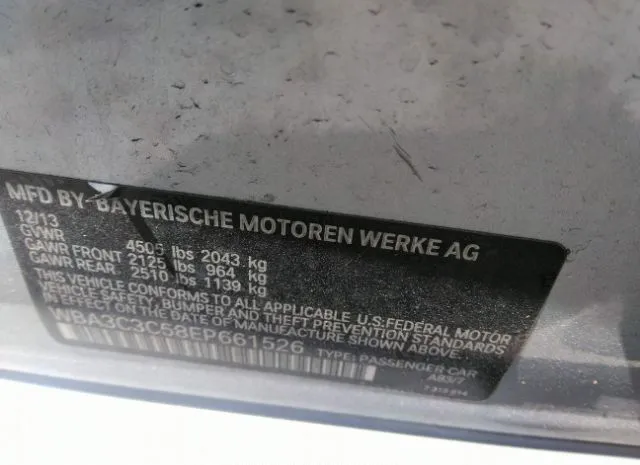 MFD BY BAYERISCHE MOTOREN WERKE AG
12/13
GVWR 4505 lbs 2043 kg
GAWR FRONT 2125 lbs 964 kg
GAWR REAR 2510 lbs 1139 kg
THIS VEHICLE CONFORMS TO ALL APPLICABLE U.S. FEDERAL MOTOR
VEHICLE SAFETY, BUMPER AND THEFT PREVENTION STANDARDS IN
EFFECT ON THE DATE OF MANUFACTURE SHOWN ABOVE.
WBA3C3C58EP661526 TYPE: PASSENGER CAR
A93/7